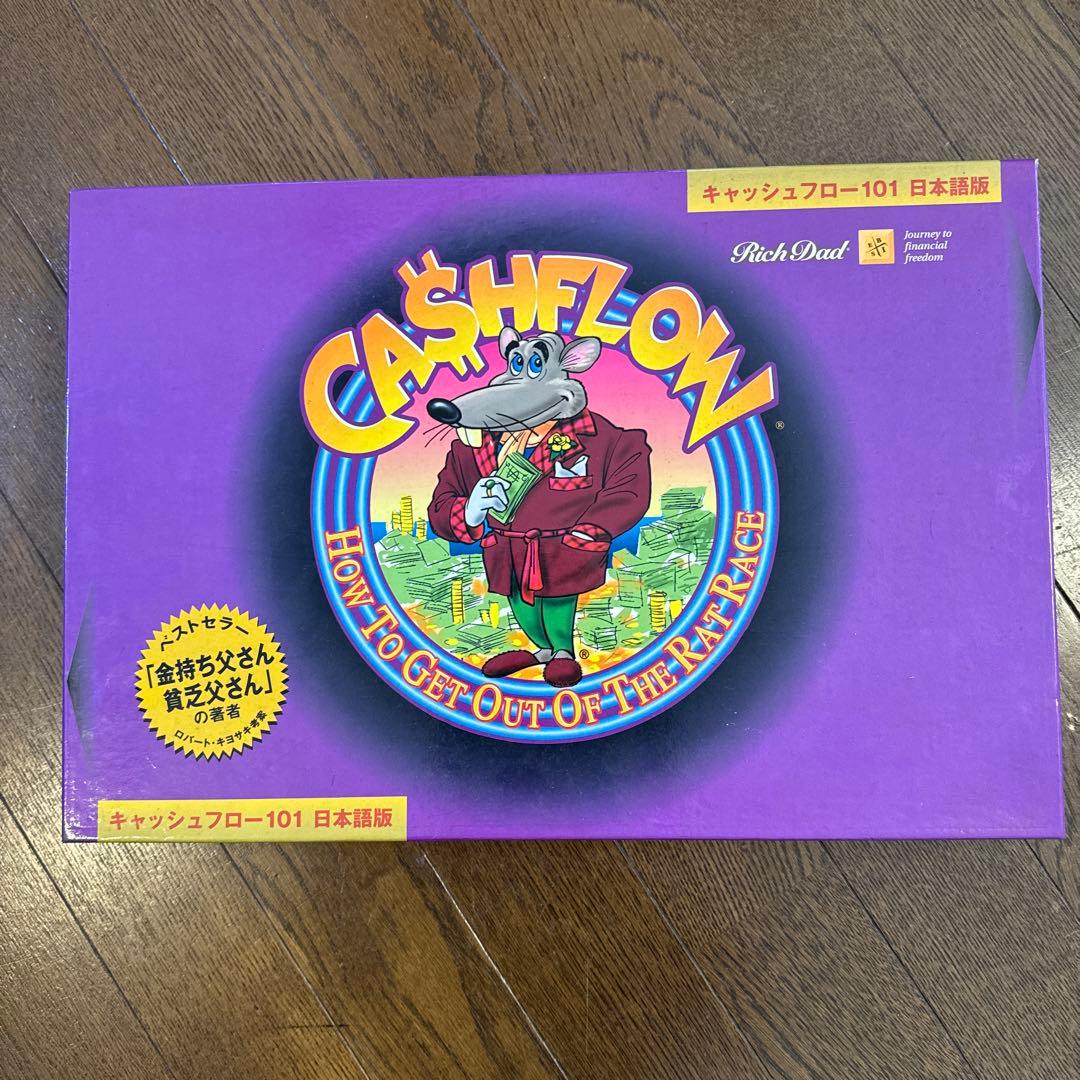 キャッシュフロー101 日本語版
Rich Dad
E B
S I
Journey to
financial
freedom
CA$HFLOW
®
HOW TO GET OUT OF THE RAT RACE
®
ベストセラー
「金持ち父さん
貧乏父さん」
の著者
ロバート・キヨサキ考案
キャッシュフロー101 日本語版